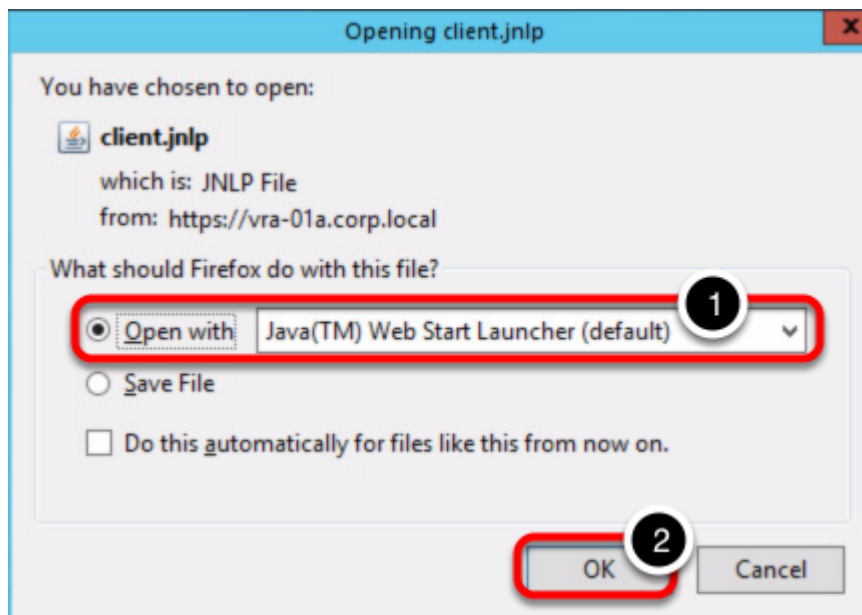 Opening client.jnlp
x
You have chosen to open:
client.jnlp
which is: JNLP File
from: https://vra-01a.corp.local
What should Firefox do with this file?
1
Open with Java(TM) Web Start Launcher (default)
Save File
Do this automatically for files like this from now on.
2
OK Cancel